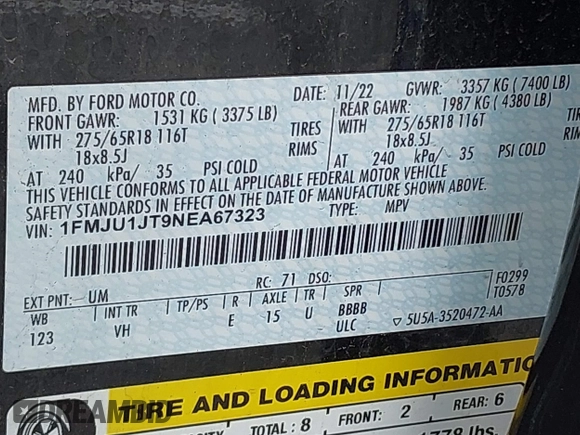 MFD. BY FORD MOTOR CO.
DATE: 11/22 GVWR: 3357 KG (7400 LB)
FRONT GAWR: 1531 KG (3375 LB)
REAR GAWR: 1987 KG (4380 LB)
WITH 275/65R18 116T TIRES
275/65R18 116T TIRES
18x8.5J RIMS
18x8.5J RIMS
AT 240 kPa/ 35 PSI COLD
AT 240 kPa/ 35 PSI COLD
THIS VEHICLE CONFORMS TO ALL APPLICABLE FEDERAL MOTOR VEHICLE
SAFETY STANDARDS IN EFFECT ON THE DATE OF MANUFACTURE SHOWN ABOVE.
VIN: 1FMJU1JT9NEA67323
TYPE: MPV
F0299
T0578
EXT PNT: UM RC: 71 DSO:
WB INT TR TP/PS R AXLE TR SPR
123 VH E 15 U BBBB
ULC ▽ 5U5A-3520472-AA
TIRE AND LOADING INFORMATION
TOTAL : 8 FRONT: 2 REAR: 6
lbs.
DREAMBID